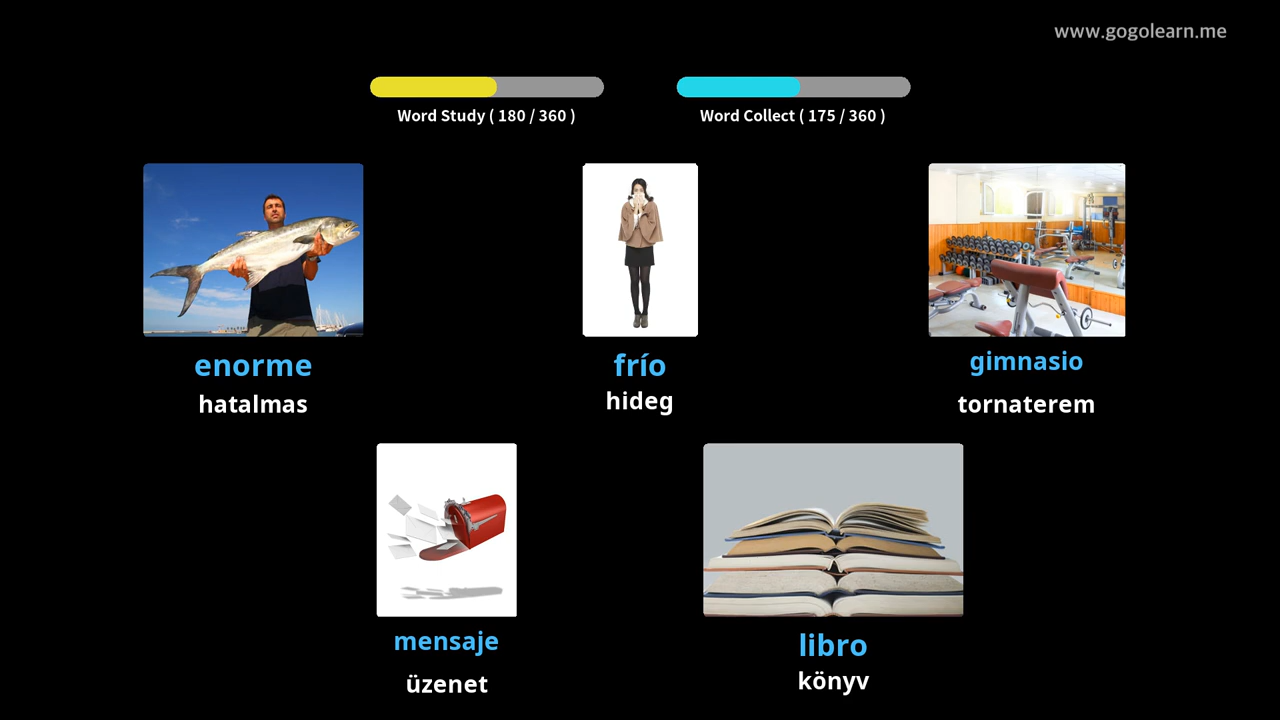 www.gogolearn.me
Word Study ( 180 / 360 )
Word Collect ( 175 / 360 )
enorme
hatalmas
frío
hideg
gimnasio
tornaterem
mensaje
üzenet
libro
könyv